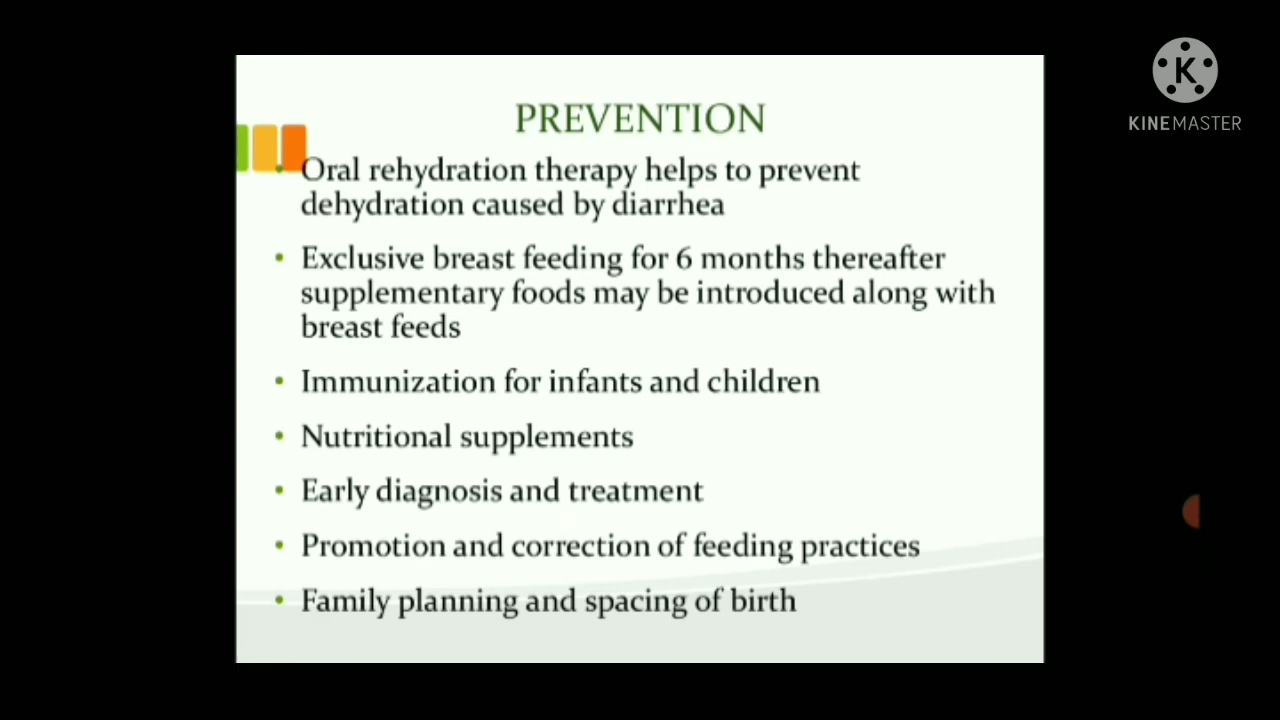 PREVENTION
• Oral rehydration therapy helps to prevent
dehydration caused by diarrhea
• Exclusive breast feeding for 6 months thereafter
supplementary foods may be introduced along with
breast feeds
• Immunization for infants and children
• Nutritional supplements
• Early diagnosis and treatment
• Promotion and correction of feeding practices
• Family planning and spacing of birth
K
KINEMASTER